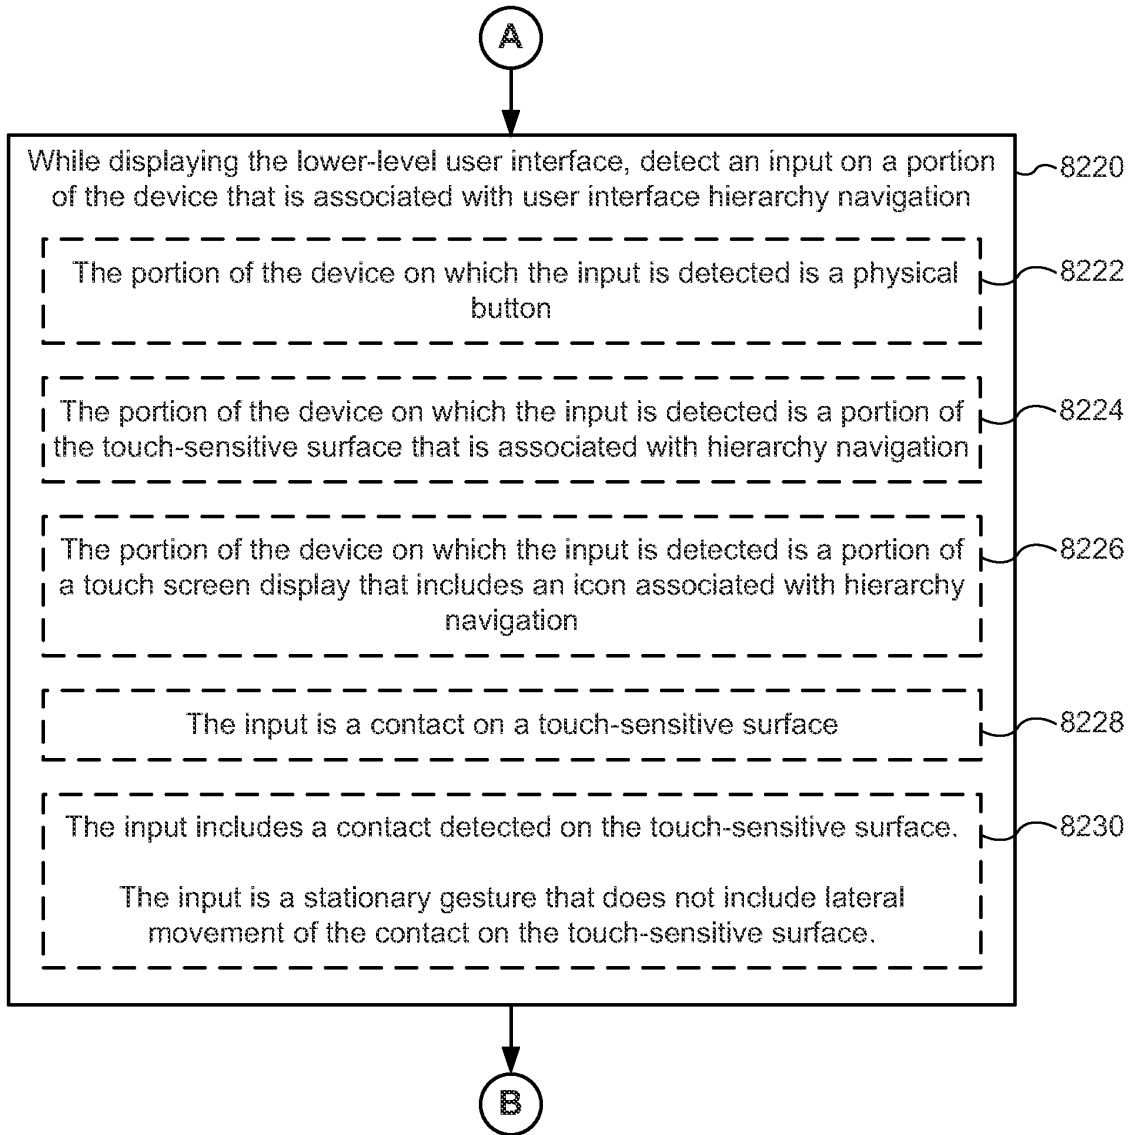 A
While displaying the lower-level user interface, detect an input on a portion
of the device that is associated with user interface hierarchy navigation
8220
The portion of the device on which the input is detected is a physical
button
8222
The portion of the device on which the input is detected is a portion of
the touch-sensitive surface that is associated with hierarchy navigation
8224
The portion of the device on which the input is detected is a portion of
a touch screen display that includes an icon associated with hierarchy
navigation
8226
The input is a contact on a touch-sensitive surface
8228
The input includes a contact detected on the touch-sensitive surface.
8230
The input is a stationary gesture that does not include lateral
movement of the contact on the touch-sensitive surface.
B